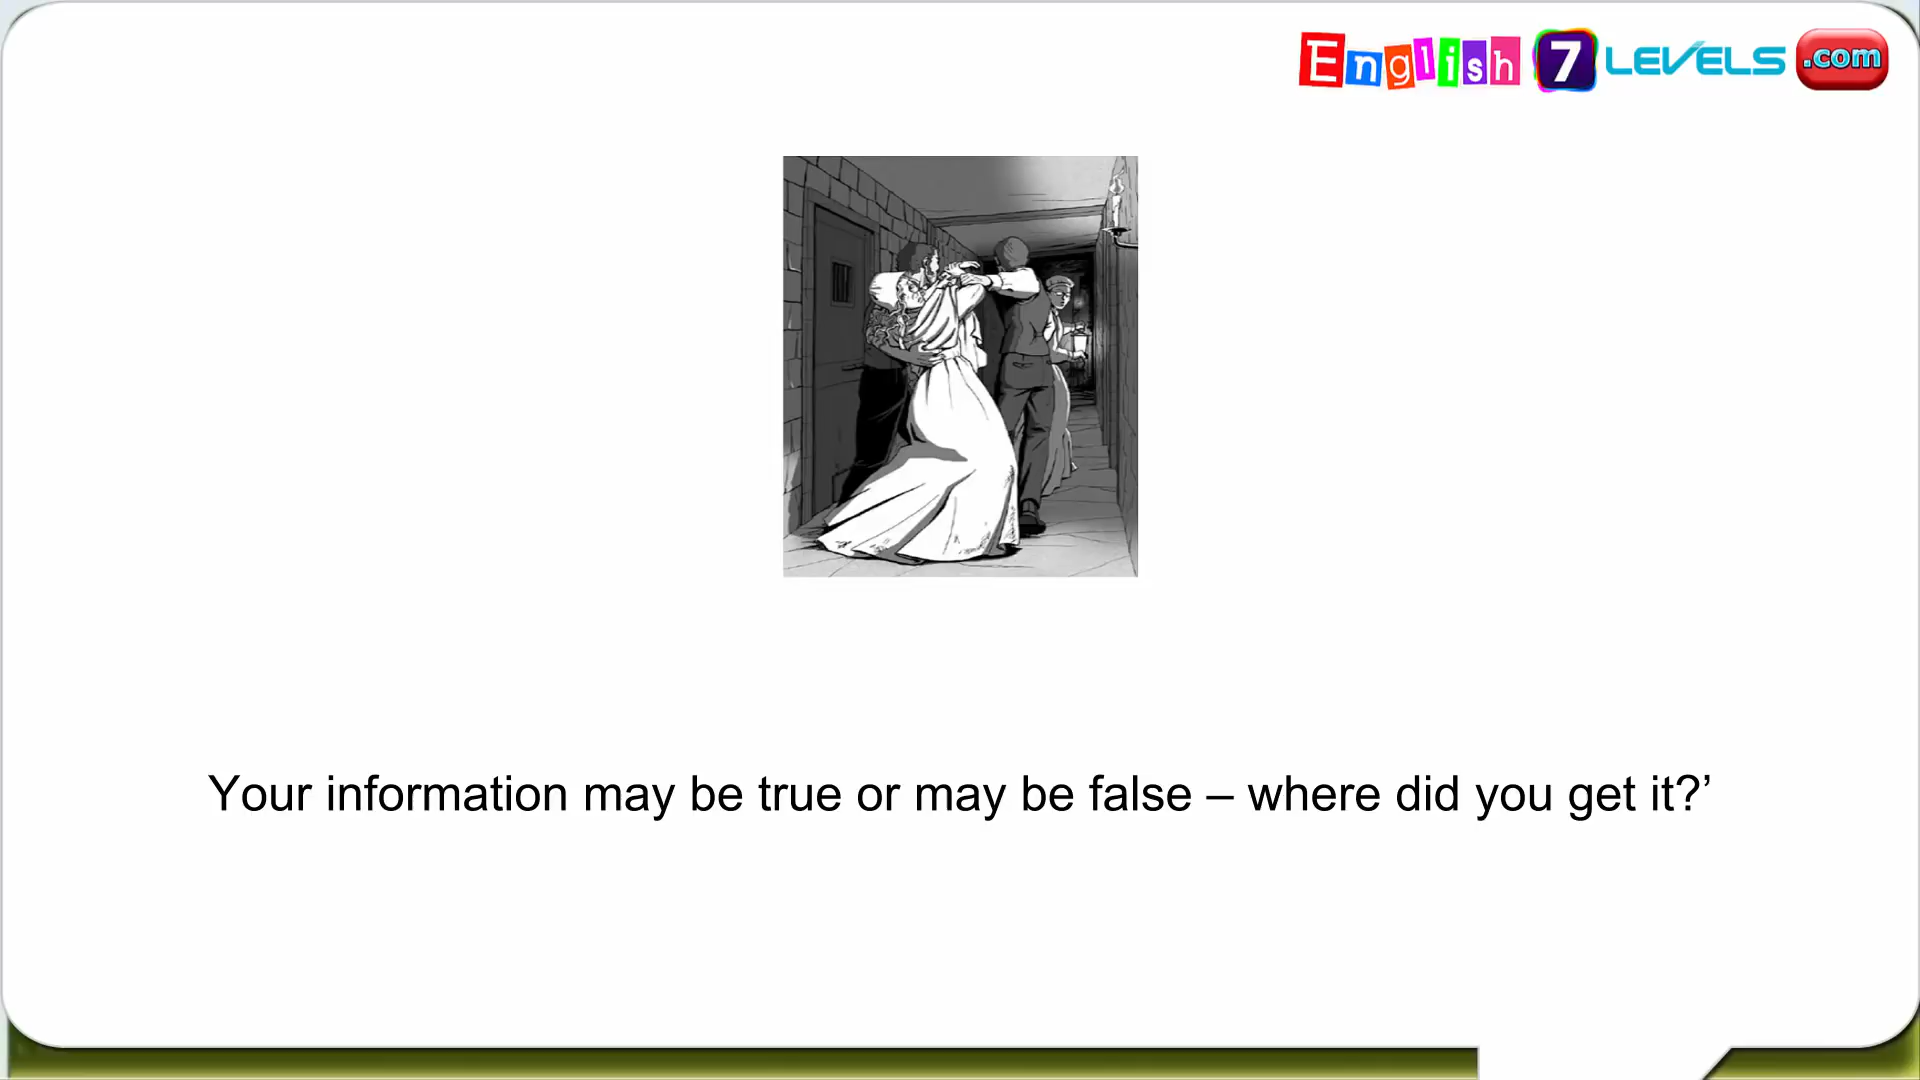 English 7 LEVELS .com
Your information may be true or may be false – where did you get it?’